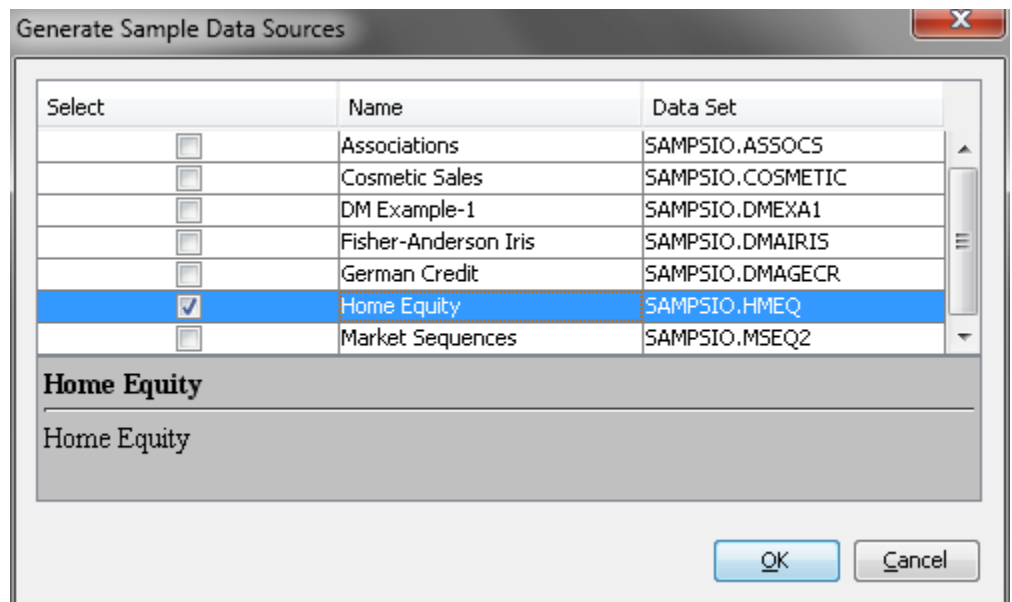 Generate Sample Data Sources
Select Name Data Set
Associations SAMPSIO.ASSOCS
Cosmetic Sales SAMPSIO.COSMETIC
DM Example-1 SAMPSIO.DMEXA1
Fisher-Anderson Iris SAMPSIO.DMAIRIS
German Credit SAMPSIO.DMAGECR
Home Equity SAMPSIO.HMEQ
Market Sequences SAMPSIO.MSEQ2
Home Equity
Home Equity
OK Cancel